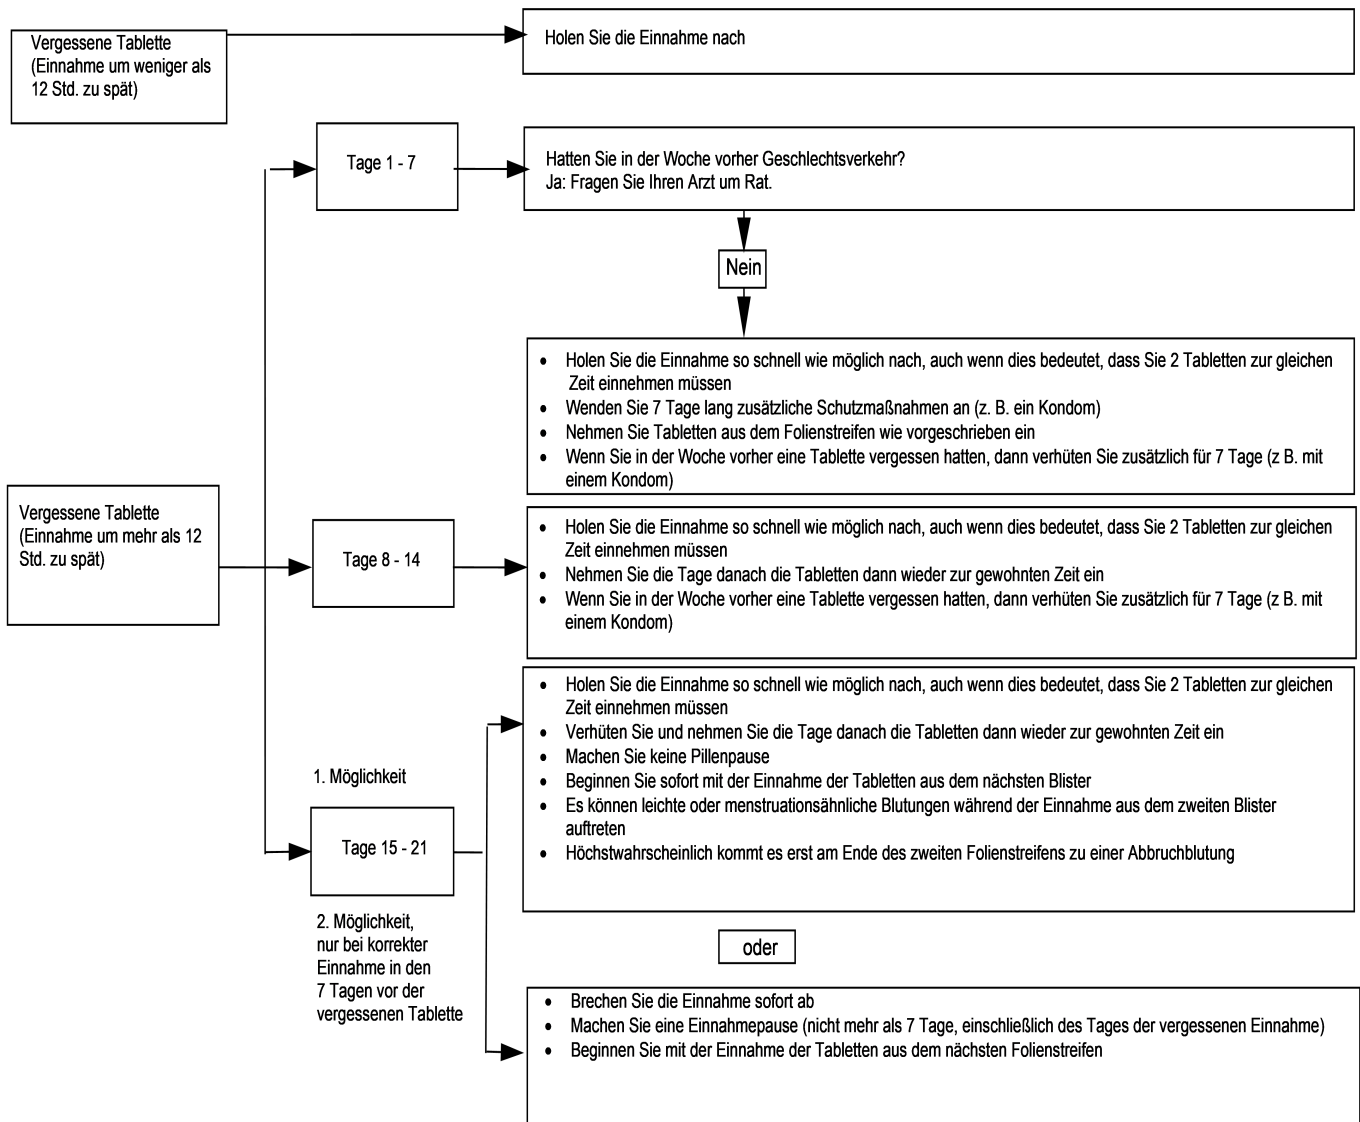 Vergessene Tablette
(Einnahme um weniger als
12 Std. zu spät)
Holen Sie die Einnahme nach
Tage 1 - 7
Hatten Sie in der Woche vorher Geschlechtsverkehr?
Ja: Fragen Sie Ihren Arzt um Rat.
Nein
• Holen Sie die Einnahme so schnell wie möglich nach, auch wenn dies bedeutet, dass Sie 2 Tabletten zur gleichen
Zeit einnehmen müssen
• Wenden Sie 7 Tage lang zusätzliche Schutzmaßnahmen an (z. B. ein Kondom)
• Nehmen Sie Tabletten aus dem Folienstreifen wie vorgeschrieben ein
• Wenn Sie in der Woche vorher eine Tablette vergessen hatten, dann verhüten Sie zusätzlich für 7 Tage (z B. mit
einem Kondom)
Vergessene Tablette
(Einnahme um mehr als 12
Std. zu spät)
Tage 8 - 14
• Holen Sie die Einnahme so schnell wie möglich nach, auch wenn dies bedeutet, dass Sie 2 Tabletten zur gleichen
Zeit einnehmen müssen
• Nehmen Sie die Tage danach die Tabletten dann wieder zur gewohnten Zeit ein
• Wenn Sie in der Woche vorher eine Tablette vergessen hatten, dann verhüten Sie zusätzlich für 7 Tage (z B. mit
einem Kondom)
1. Möglichkeit
Tage 15 - 21
2. Möglichkeit,
nur bei korrekter
Einnahme in den
7 Tagen vor der
vergessenen Tablette
• Holen Sie die Einnahme so schnell wie möglich nach, auch wenn dies bedeutet, dass Sie 2 Tabletten zur gleichen
Zeit einnehmen müssen
• Verhüten Sie und nehmen Sie die Tage danach die Tabletten dann wieder zur gewohnten Zeit ein
• Machen Sie keine Pillenpause
• Beginnen Sie sofort mit der Einnahme der Tabletten aus dem nächsten Blister
• Es können leichte oder menstruationsähnliche Blutungen während der Einnahme aus dem zweiten Blister
auftreten
• Höchstwahrscheinlich kommt es erst am Ende des zweiten Folienstreifens zu einer Abbruchblutung
oder
• Brechen Sie die Einnahme sofort ab
• Machen Sie eine Einnahmepause (nicht mehr als 7 Tage, einschließlich des Tages der vergessenen Einnahme)
• Beginnen Sie mit der Einnahme der Tabletten aus dem nächsten Folienstreifen